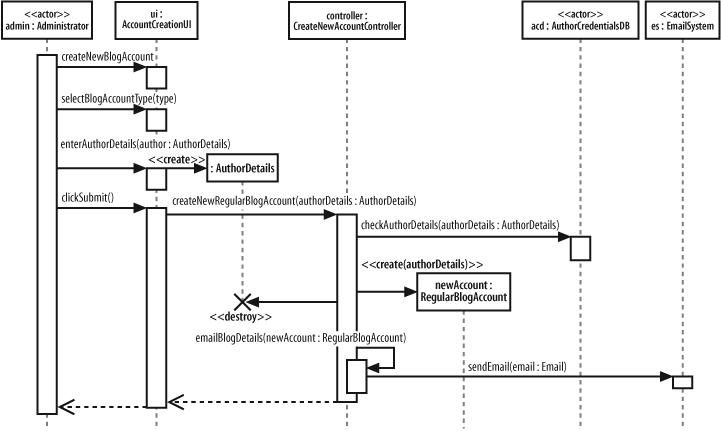 <<actor>>
admin : Administrator
ui :
AccountCreationUI
controller :
CreateNewAccountController
<<actor>>
acd : AuthorCredentialsDB
<<actor>>
es : EmailSystem
createNewBlogAccount
selectBlogAccountType(type)
enterAuthorDetails(author : AuthorDetails)
<<create>>
: AuthorDetails
clickSubmit()
createNewRegularBlogAccount(authorDetails : AuthorDetails)
checkAuthorDetails(authorDetails : AuthorDetails)
<<create(authorDetails)>>
newAccount :
RegularBlogAccount
<<destroy>>
emailBlogDetails(newAccount : RegularBlogAccount)
sendEmail(email : Email)